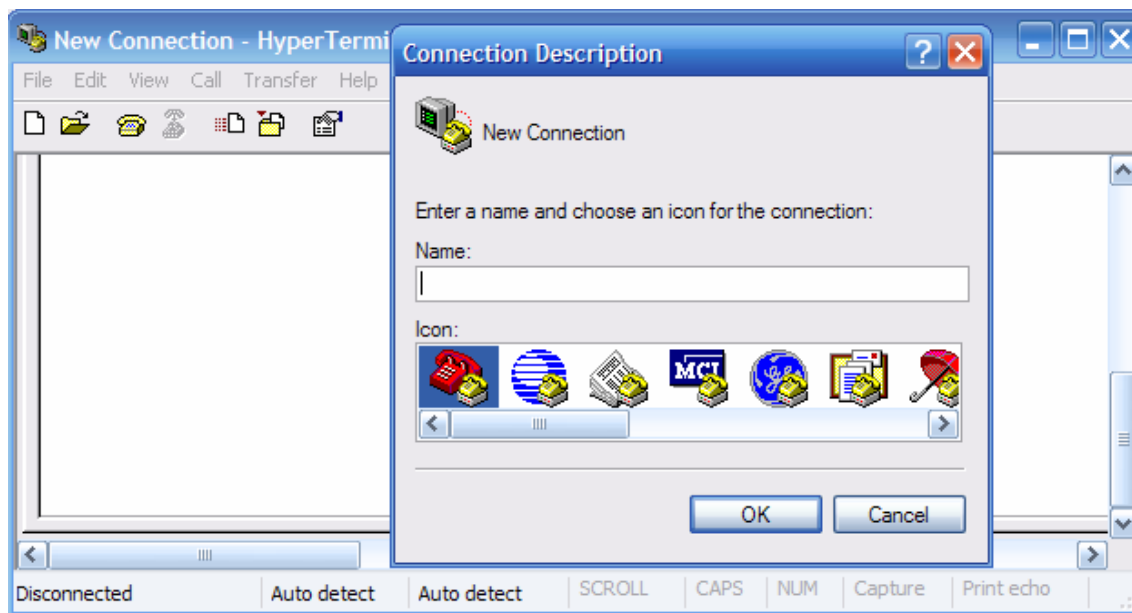 New Connection - HyperTermi
File Edit View Call Transfer Help
Connection Description
New Connection
Enter a name and choose an icon for the connection:
Name:
Icon:
MCI
OK Cancel
Disconnected Auto detect Auto detect SCROLL CAPS NUM Capture Print echo